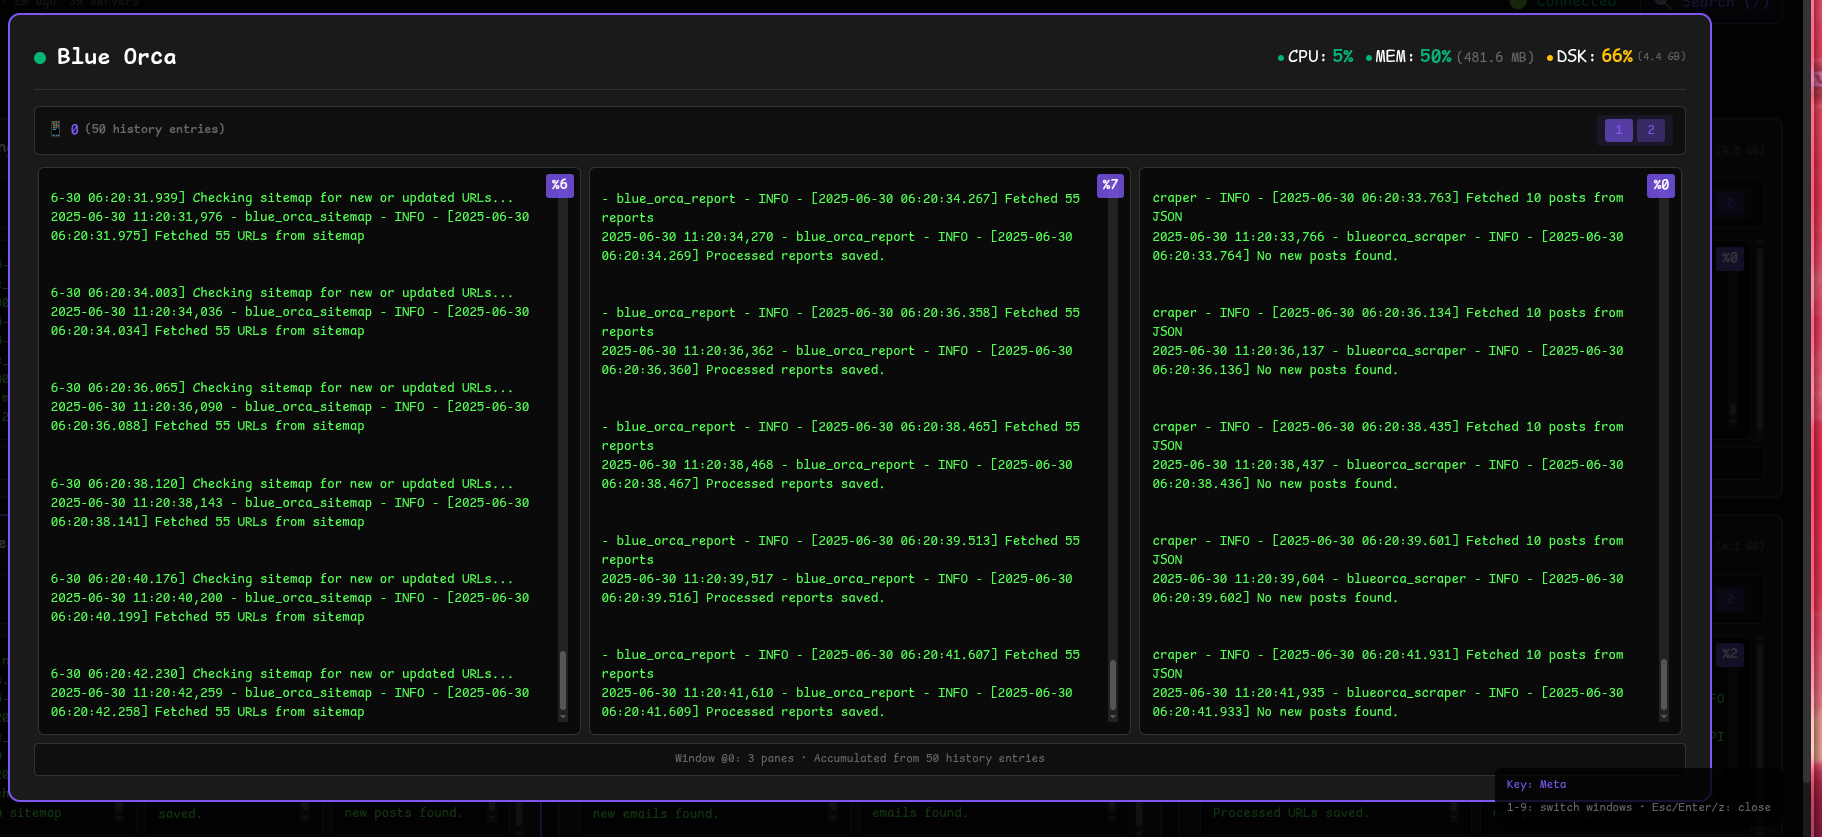 2m ago 39 servers
Connected
Search (/)
Blue Orca
CPU: 5% MEM: 50% (481.6 MB) DSK: 66% (4.4 GB)
0 (50 history entries)
1 2
%6
6-30 06:20:31.939] Checking sitemap for new or updated URLs...
2025-06-30 11:20:31,976 - blue_orca_sitemap - INFO - [2025-06-30
06:20:31.975] Fetched 55 URLs from sitemap
6-30 06:20:34.003] Checking sitemap for new or updated URLs...
2025-06-30 11:20:34,036 - blue_orca_sitemap - INFO - [2025-06-30
06:20:34.034] Fetched 55 URLs from sitemap
6-30 06:20:36.065] Checking sitemap for new or updated URLs...
2025-06-30 11:20:36,090 - blue_orca_sitemap - INFO - [2025-06-30
06:20:36.088] Fetched 55 URLs from sitemap
6-30 06:20:38.120] Checking sitemap for new or updated URLs...
2025-06-30 11:20:38,143 - blue_orca_sitemap - INFO - [2025-06-30
06:20:38.141] Fetched 55 URLs from sitemap
6-30 06:20:40.176] Checking sitemap for new or updated URLs...
2025-06-30 11:20:40,200 - blue_orca_sitemap - INFO - [2025-06-30
06:20:40.199] Fetched 55 URLs from sitemap
6-30 06:20:42.230] Checking sitemap for new or updated URLs...
2025-06-30 11:20:42,259 - blue_orca_sitemap - INFO - [2025-06-30
06:20:42.258] Fetched 55 URLs from sitemap
%7
- blue_orca_report - INFO - [2025-06-30 06:20:34.267] Fetched 55
reports
2025-06-30 11:20:34,270 - blue_orca_report - INFO - [2025-06-30
06:20:34.269] Processed reports saved.
- blue_orca_report - INFO - [2025-06-30 06:20:36.358] Fetched 55
reports
2025-06-30 11:20:36,362 - blue_orca_report - INFO - [2025-06-30
06:20:36.360] Processed reports saved.
- blue_orca_report - INFO - [2025-06-30 06:20:38.465] Fetched 55
reports
2025-06-30 11:20:38,468 - blue_orca_report - INFO - [2025-06-30
06:20:38.467] Processed reports saved.
- blue_orca_report - INFO - [2025-06-30 06:20:39.513] Fetched 55
reports
2025-06-30 11:20:39,517 - blue_orca_report - INFO - [2025-06-30
06:20:39.516] Processed reports saved.
- blue_orca_report - INFO - [2025-06-30 06:20:41.607] Fetched 55
reports
2025-06-30 11:20:41,610 - blue_orca_report - INFO - [2025-06-30
06:20:41.609] Processed reports saved.
%0
craper - INFO - [2025-06-30 06:20:33.763] Fetched 10 posts from
JSON
2025-06-30 11:20:33,766 - blueorca_scraper - INFO - [2025-06-30
06:20:33.764] No new posts found.
craper - INFO - [2025-06-30 06:20:36.134] Fetched 10 posts from
JSON
2025-06-30 11:20:36,137 - blueorca_scraper - INFO - [2025-06-30
06:20:36.136] No new posts found.
craper - INFO - [2025-06-30 06:20:38.435] Fetched 10 posts from
JSON
2025-06-30 11:20:38,437 - blueorca_scraper - INFO - [2025-06-30
06:20:38.436] No new posts found.
craper - INFO - [2025-06-30 06:20:39.601] Fetched 10 posts from
JSON
2025-06-30 11:20:39,604 - blueorca_scraper - INFO - [2025-06-30
06:20:39.602] No new posts found.
craper - INFO - [2025-06-30 06:20:41.931] Fetched 10 posts from
JSON
2025-06-30 11:20:41,935 - blueorca_scraper - INFO - [2025-06-30
06:20:41.933] No new posts found.
Window @0: 3 panes · Accumulated from 50 history entries
(9.8 GB)
2
%0
(4.1 GB)
2
%2
Key: Meta
1-9: switch windows · Esc/Enter/z: close
sitemap
saved.
new posts found.
new emails found.
emails found.
Processed URLs saved.